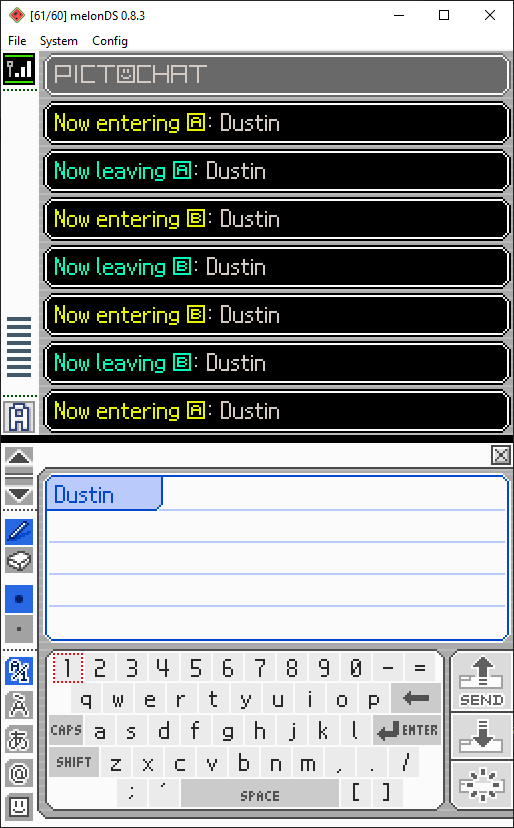 [61/60] melonDS 0.8.3
File System Config
PICTOCHAT
Now entering A: Dustin
Now leaving A: Dustin
Now entering B: Dustin
Now leaving B: Dustin
Now entering B: Dustin
Now leaving B: Dustin
Now entering A: Dustin
A
Dustin
1 2 3 4 5 6 7 8 9 0 - =
q w e r t y u i o p
CAPS a s d f g h j k l ENTER
SHIFT z x c v b n m , . /
; ´ SPACE [ ]
SEND
À
あ
@